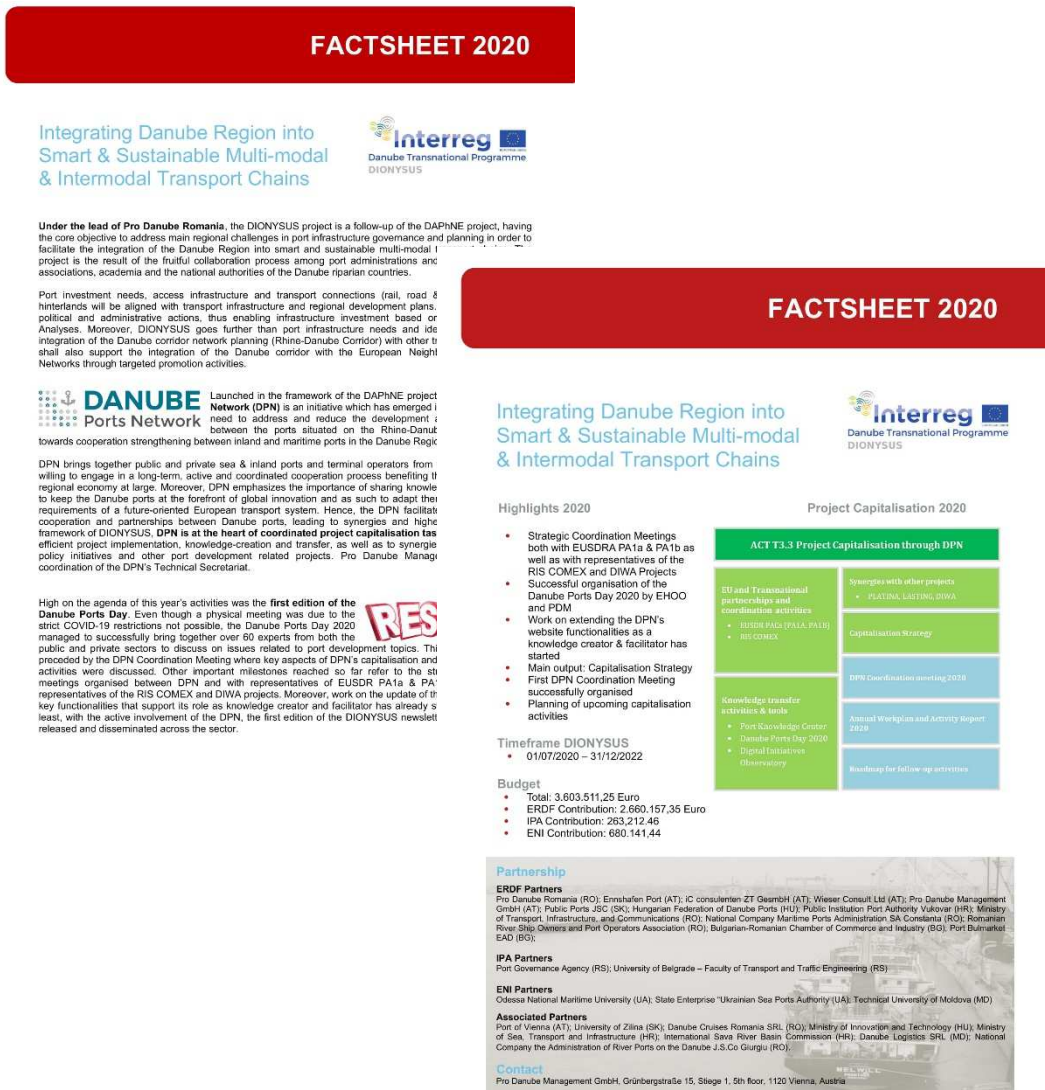 FACTSHEET 2020
Integrating Danube Region into
Smart & Sustainable Multi-modal
& Intermodal Transport Chains
Interreg
Danube Transnational Programme
DIONYSUS
Under the lead of Pro Danube Romania, the DIONYSUS project is a follow-up of the DAPhNE project, having
the core objective to address main regional challenges in port infrastructure governance and planning in order to
facilitate the integration of the Danube Region into smart and sustainable multi-modal
project is the result of the fruitful collaboration process among port administrations and
associations, academia and the national authorities of the Danube riparian countries.
Port investment needs, access infrastructure and transport connections (rail, road &
hinterlands will be aligned with transport infrastructure and regional development plans.
political and administrative actions, thus enabling infrastructure investment based
Analyses. Moreover, DIONYSUS goes further than port infrastructure needs and
integration of the Danube corridor network planning (Rhine-Danube Corridor) with other
shall also support the integration of the Danube corridor with the European
Networks through targeted promotion activities.
DANUBE
Ports Network
Launched in the framework of the DAPhNE project
Network (DPN) is an initiative which has emerged
need to address and reduce the development
between the ports situated on the
towards cooperation strengthening between inland and maritime ports in the Danube
DPN brings together public and private sea & inland ports and terminal operators from
willing to engage in a long-term, active and coordinated cooperation process benefiting
regional economy at large. Moreover, DPN emphasizes the importance of sharing
to keep the Danube ports at the forefront of global innovation and as such to adapt
requirements of a future-oriented European transport system. Hence, the DPN
cooperation and partnerships between Danube ports, leading to synergies and
framework of DIONYSUS, DPN is at the heart of coordinated project capitalisation
efficient project implementation, knowledge-creation and transfer, as well as to
policy initiatives and other port development related projects. Pro Danube
coordination of the DPN's Technical Secretariat.
High on the agenda of this year's activities was the first edition of the
Danube Ports Day. Even though a physical meeting was due to the
strict COVID-19 restrictions not possible, the Danube Ports Day 2020
managed to successfully bring together over 60 experts from both the
public and private sectors to discuss on issues related to port development topics.
preceded by the DPN Coordination Meeting where key aspects of DPN's capitalisation and
activities were discussed. Other important milestones reached so far refer to the
meetings organised between DPN and with representatives of EUSDR PA1a &
representatives of the RIS COMEX and DIWA projects. Moreover, work on the update of
key functionalities that support its role as knowledge creator and facilitator has already
least, with the active involvement of the DPN, the first edition of the DIONYSUS
released and disseminated across the sector.
RES
FACTSHEET 2020
Integrating Danube Region into
Smart & Sustainable Multi-modal
& Intermodal Transport Chains
Interreg
Danube Transnational Programme
DIONYSUS
Highlights 2020
• Strategic Coordination Meetings
both with EUSDRA PA1a & PA1b as
well as with representatives of the
RIS COMEX and DIWA Projects
• Successful organisation of the
Danube Ports Day 2020 by EHOO
and PDM
• Work on extending the DPN's
website functionalities as a
knowledge creator & facilitator has
started
• Main output: Capitalisation Strategy
• First DPN Coordination Meeting
successfully organised
• Planning of upcoming capitalisation
activities
Timeframe DIONYSUS
• 01/07/2020 – 31/12/2022
Budget
• Total: 3.603.511,25 Euro
• ERDF Contribution: 2.660.157,35 Euro
• IPA Contribution: 263,212.46
• ENI Contribution: 680.141,44
Project Capitalisation 2020
ACT T3.3 Project Capitalisation through DPN
EU and Transnational
partnerships and
coordination activities
• EUSDR PACs (PA1A, PA1B)
• RIS COMEX
Knowledge transfer
activities & tools
• Port Knowledge Center
• Danube Ports Day 2020
• Digital Initiatives
Observatory
Synergies with other projects
• PLATINA, LASTING, DIWA
Capitalisation Strategy
DPN Coordination meeting 2020
Annual Workplan and Activity Report
2020
Roadmap for follow-up activities
Partnership
ERDF Partners
Pro Danube Romania (RO); Ennshafen Port (AT); iC consulenten ZT GesmbH (AT); Wieser Consult Ltd (AT); Pro Danube Management
GmbH (AT); Public Ports JSC (SK); Hungarian Federation of Danube Ports (HU); Public Institution Port Authority Vukovar (HR); Ministry
of Transport, Infrastructure, and Communications (RO); National Company Maritime Ports Administration SA Constanta (RO); Romanian
River Ship Owners and Port Operators Association (RO); Bulgarian-Romanian Chamber of Commerce and Industry (BG); Port Bulmarket
EAD (BG);
IPA Partners
Port Governance Agency (RS); University of Belgrade – Faculty of Transport and Traffic Engineering (RS)
ENI Partners
Odessa National Maritime University (UA); State Enterprise "Ukrainian Sea Ports Authority (UA); Technical University of Moldova (MD)
Associated Partners
Port of Vienna (AT); University of Zilina (SK); Danube Cruises Romania SRL (RO); Ministry of Innovation and Technology (HU); Ministry
of Sea, Transport and Infrastructure (HR); International Sava River Basin Commission (HR); Danube Logistics SRL (MD); National
Company the Administration of River Ports on the Danube J.S.Co Giurgiu (RO).
Contact
Pro Danube Management GmbH, Grünbergstraße 15, Stiege 1, 5th floor, 1120 Vienna, Austria